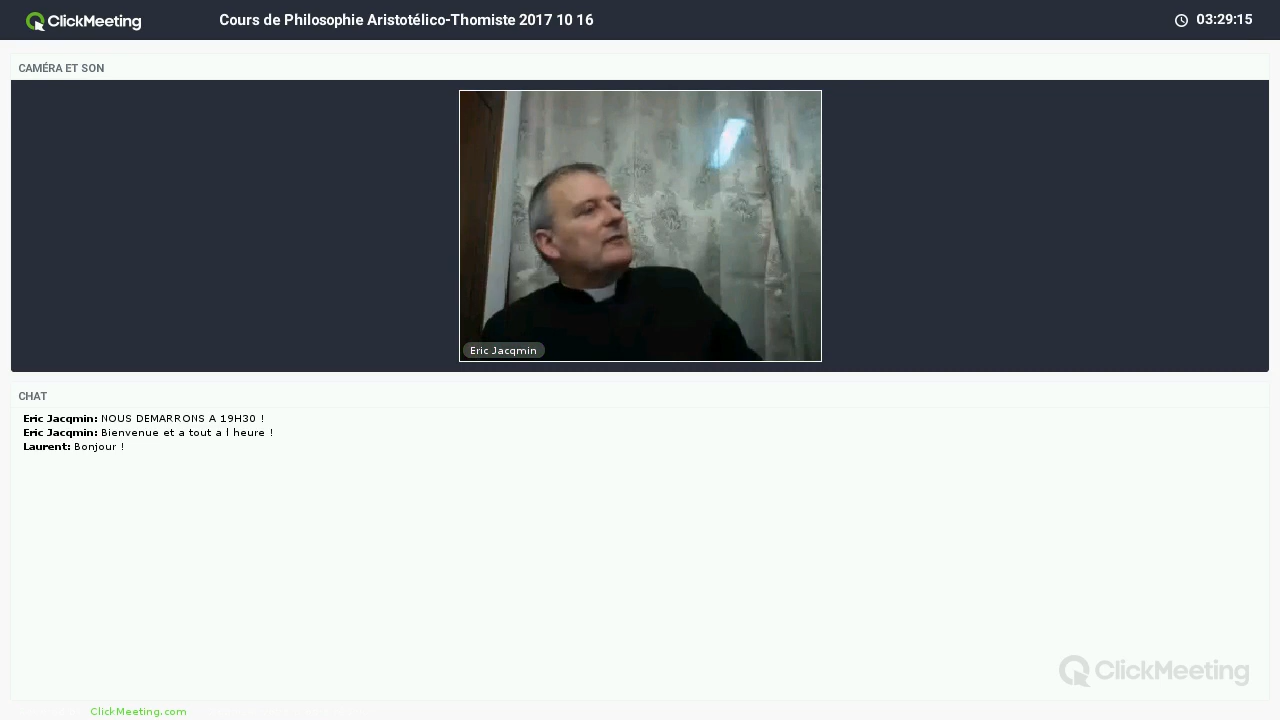 ClickMeeting
Cours de Philosophie Aristotélico-Thomiste 2017 10 16
03:29:15
CAMÉRA ET SON
Eric Jacqmin
CHAT
Eric Jacqmin: NOUS DEMARRONS A 19H30 !
Eric Jacqmin: Bienvenue et a tout a l heure !
Laurent: Bonjour !
ClickMeeting
ClickMeeting.com